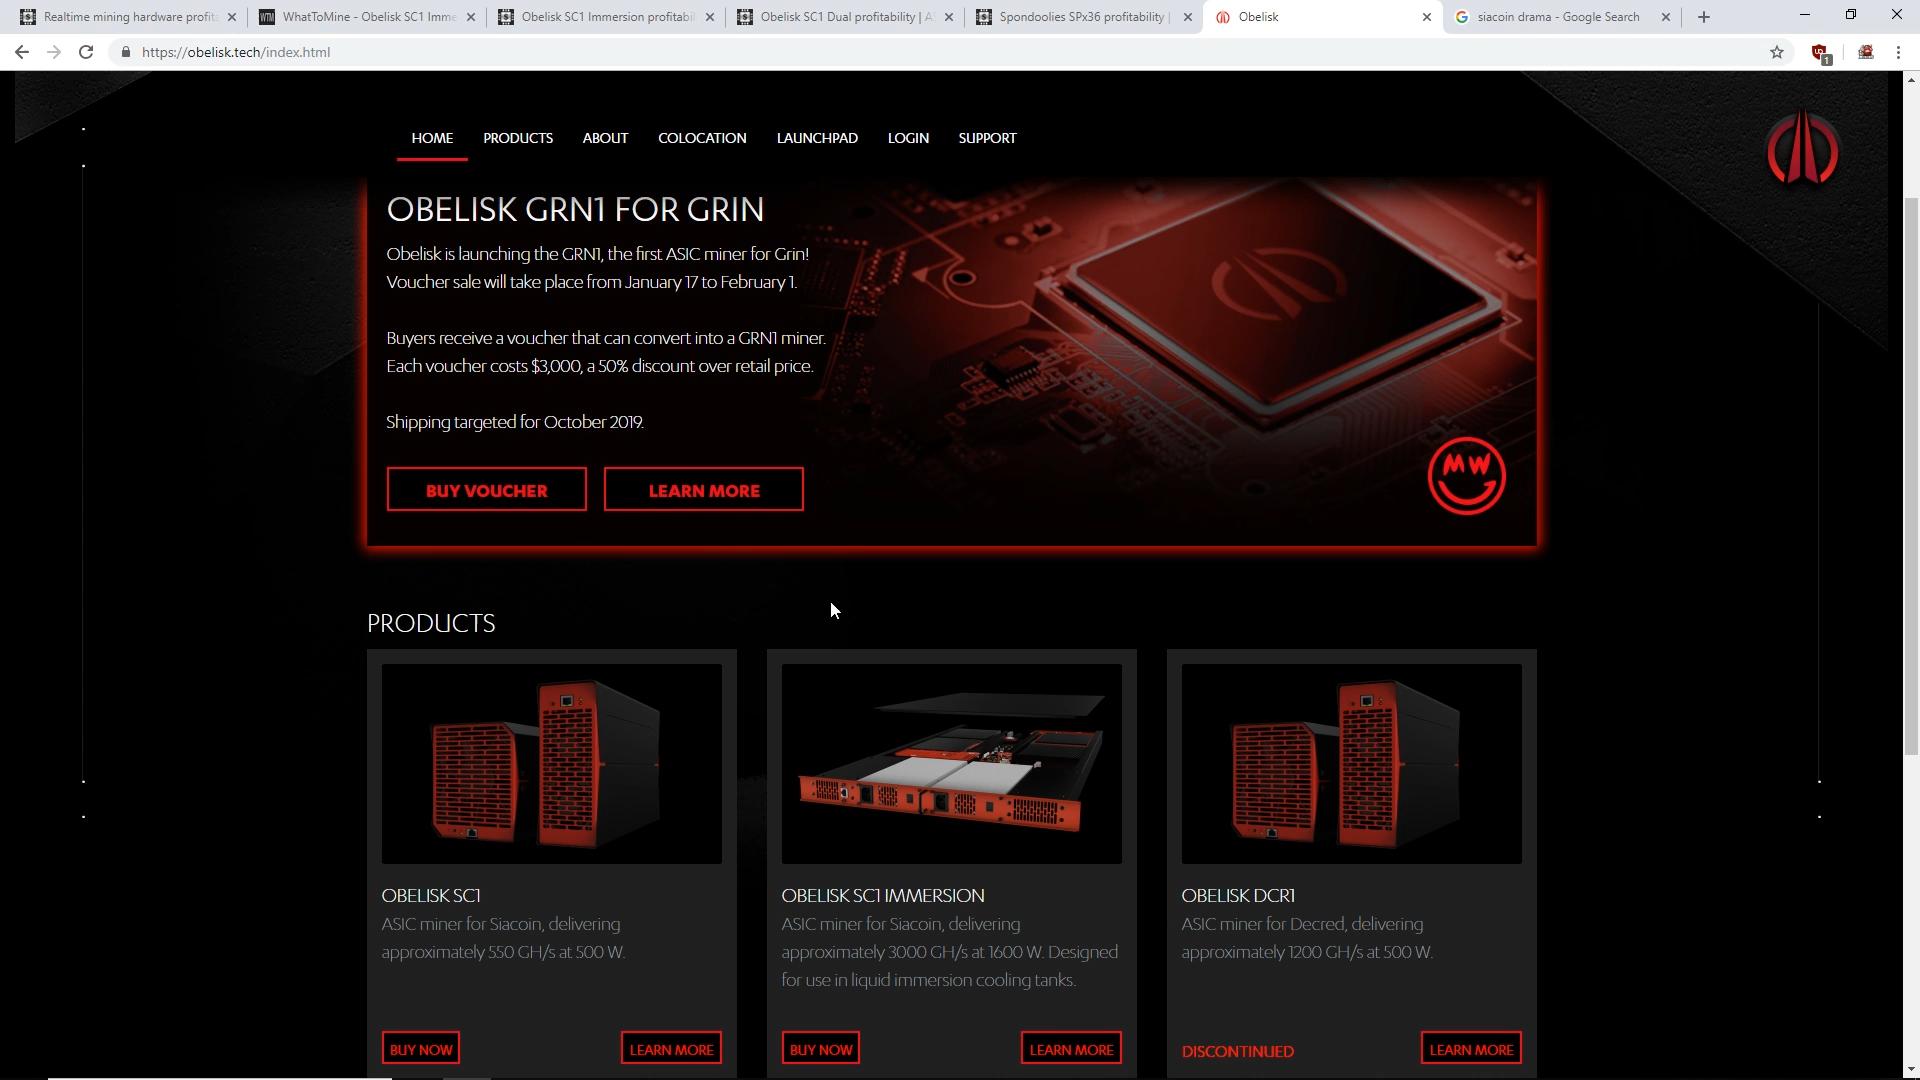 Realtime mining hardware profit
WhatToMine - Obelisk SC1 Imme
Obelisk SC1 Immersion profitabi
Obelisk SC1 Dual profitability | A
Spondoolies SPx36 profitability |
Obelisk
siacoin drama - Google Search
https://obelisk.tech/index.html
1
HOME PRODUCTS ABOUT COLOCATION LAUNCHPAD LOGIN SUPPORT
OBELISK GRN1 FOR GRIN
Obelisk is launching the GRN1, the first ASIC miner for Grin!
Voucher sale will take place from January 17 to February 1.
Buyers receive a voucher that can convert into a GRN1 miner.
Each voucher costs $3,000, a 50% discount over retail price.
Shipping targeted for October 2019.
BUY VOUCHER LEARN MORE
MW
PRODUCTS
OBELISK SC1
ASIC miner for Siacoin, delivering
approximately 550 GH/s at 500 W.
BUY NOW LEARN MORE
OBELISK SC1 IMMERSION
ASIC miner for Siacoin, delivering
approximately 3000 GH/s at 1600 W. Designed
for use in liquid immersion cooling tanks.
BUY NOW LEARN MORE
OBELISK DCR1
ASIC miner for Decred, delivering
approximately 1200 GH/s at 500 W.
DISCONTINUED LEARN MORE